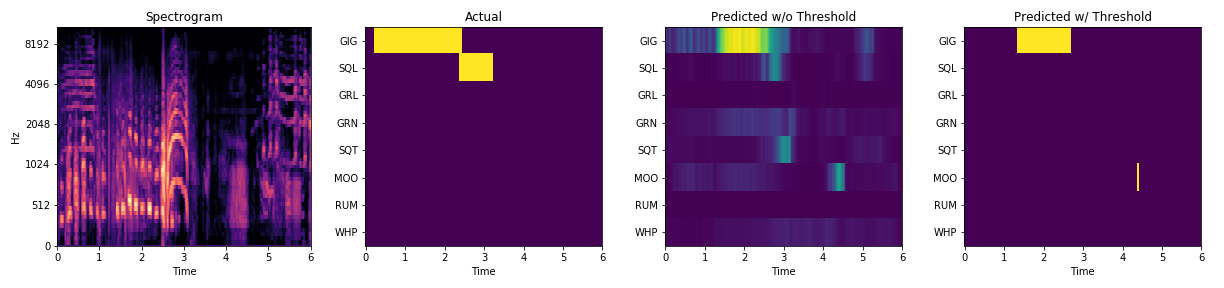 Spectrogram
8192
4096
2048
1024
512
0
Hz
0 1 2 3 4 5 6
Time
Actual
GIG
SQL
GRL
GRN
SQT
MOO
RUM
WHP
0 1 2 3 4 5 6
Time
Predicted w/o Threshold
GIG
SQL
GRL
GRN
SQT
MOO
RUM
WHP
0 1 2 3 4 5 6
Time
Predicted w/ Threshold
GIG
SQL
GRL
GRN
SQT
MOO
RUM
WHP
0 1 2 3 4 5 6
Time